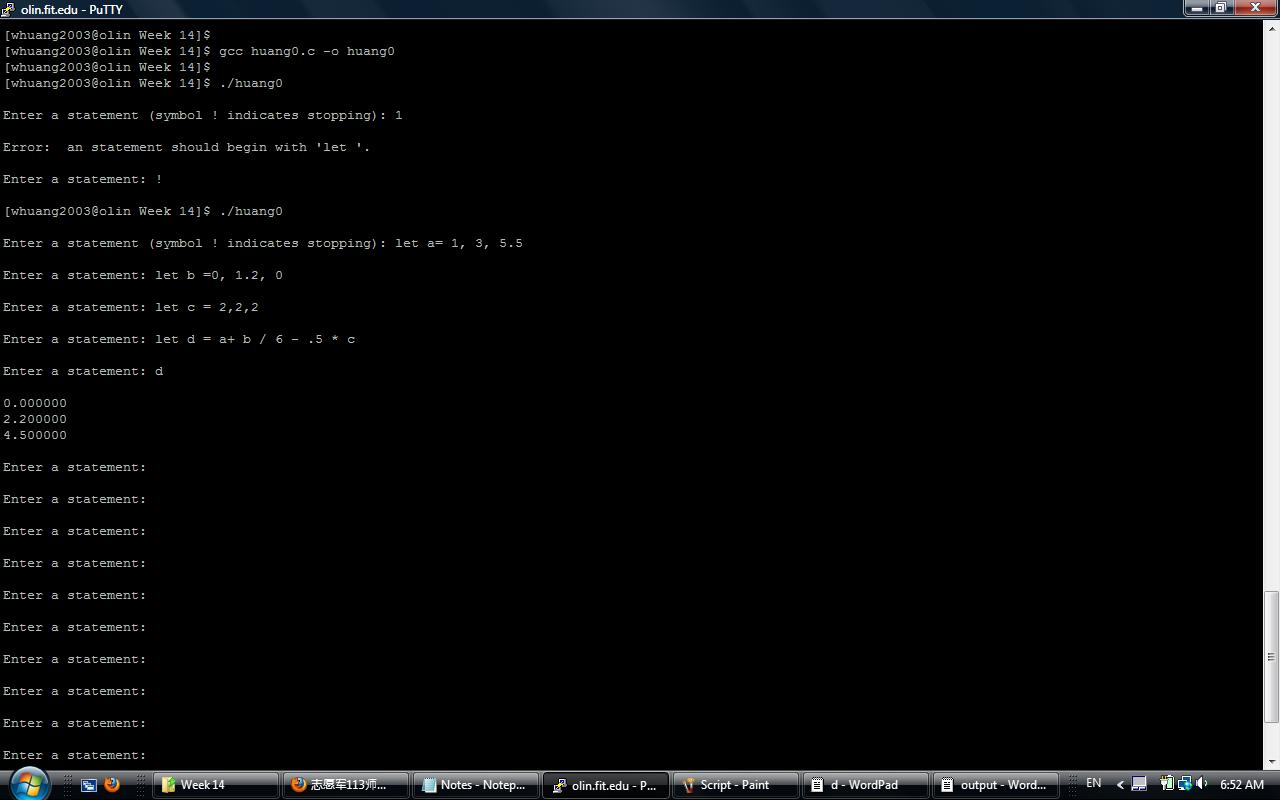 olin.fit.edu - PuTTY
[whuang2003@olin Week 14]$
[whuang2003@olin Week 14]$ gcc huang0.c -o huang0
[whuang2003@olin Week 14]$
[whuang2003@olin Week 14]$ ./huang0
Enter a statement (symbol ! indicates stopping): 1
Error:  an statement should begin with 'let '.
Enter a statement: !
[whuang2003@olin Week 14]$ ./huang0
Enter a statement (symbol ! indicates stopping): let a= 1, 3, 5.5
Enter a statement: let b =0, 1.2, 0
Enter a statement: let c = 2,2,2
Enter a statement: let d = a+ b / 6 - .5 * c
Enter a statement: d
0.000000
2.200000
4.500000
Enter a statement:
Enter a statement:
Enter a statement:
Enter a statement:
Enter a statement:
Enter a statement:
Enter a statement:
Enter a statement:
Enter a statement:
Enter a statement:
Week 14 志愿军113师... Notes - Notep... olin.fit.edu - P... Script - Paint d - WordPad output - Word... EN 6:52 AM